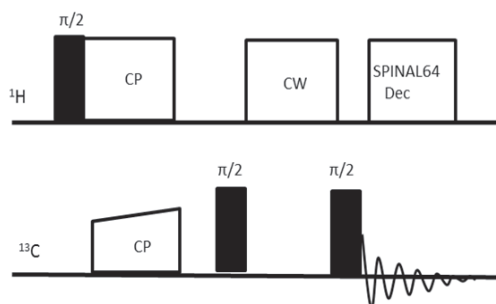 π/2
CP
CW
SPINAL64
Dec
¹H
π/2
π/2
CP
¹³C